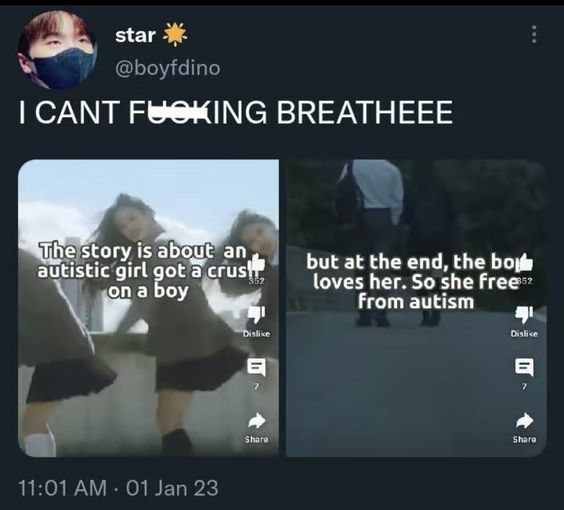 star 🌟
@boyfdino
I CANT FUCKING BREATHEEE
The story is about an
autistic girl got a crush
on a boy
352
Dislike
7
Share
but at the end, the boy
loves her. So she free
from autism
352
Dislike
7
Share
11:01 AM · 01 Jan 23